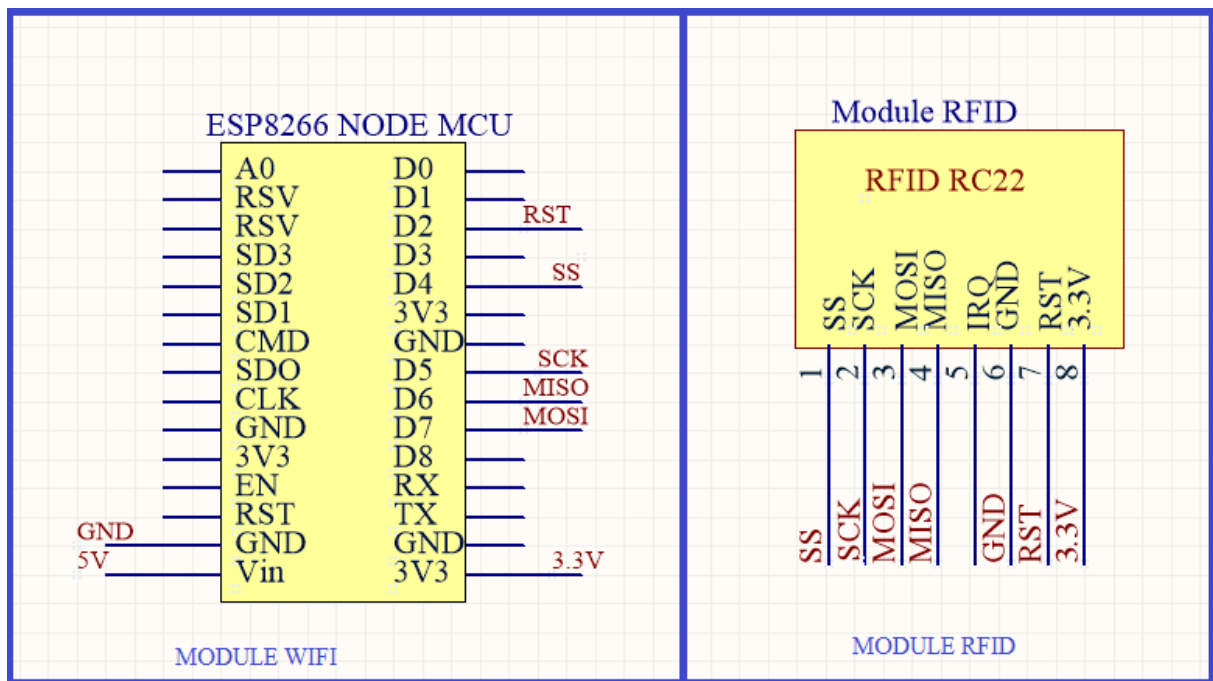 ESP8266 NODE MCU
A0 D0
RSV D1
RSV D2 RST
SD3 D3
SD2 D4 SS
SD1 3V3
CMD GND
SDO D5 SCK
CLK D6 MISO
GND D7 MOSI
3V3 D8
EN RX
RST TX
GND GND GND
5V Vin 3V3 3.3V
MODULE WIFI
Module RFID
RFID RC22
SS SCK MOSI MISO IRQ GND RST 3.3V
1 2 3 4 5 6 7 8
SS SCK MOSI MISO GND RST 3.3V
MODULE RFID